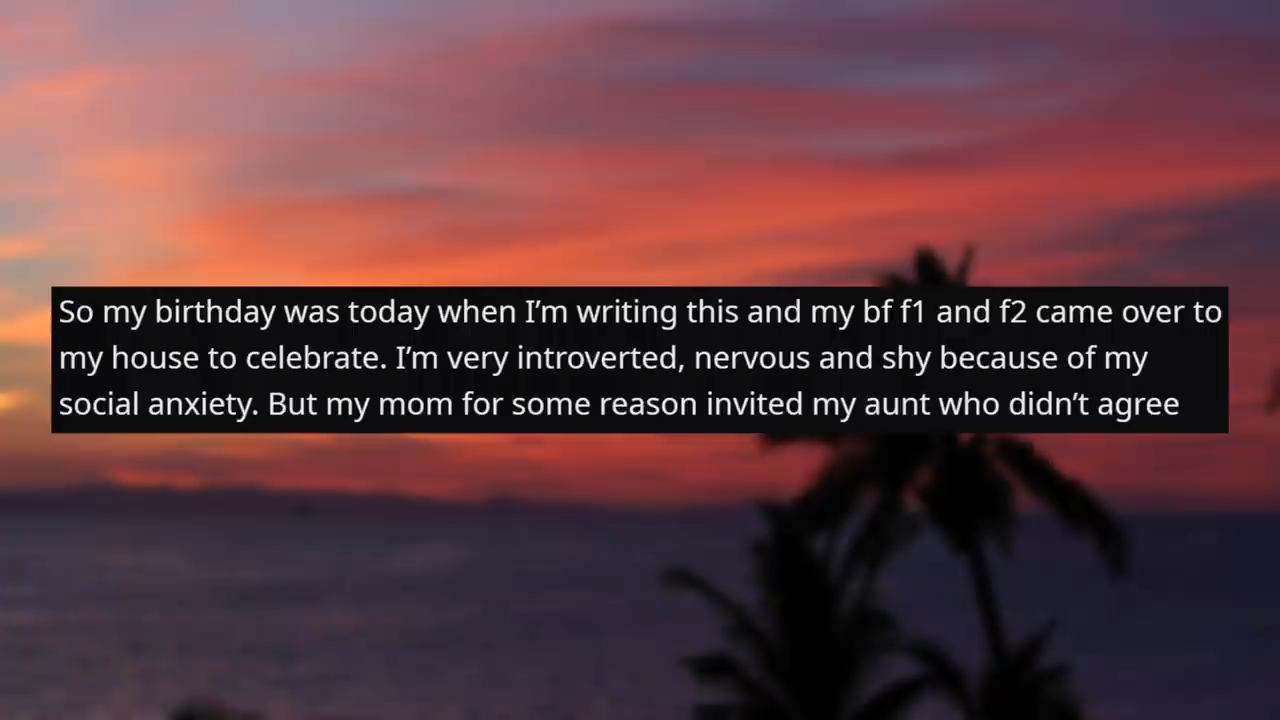 So my birthday was today when I’m writing this and my bf f1 and f2 came over to
my house to celebrate. I’m very introverted, nervous and shy because of my
social anxiety. But my mom for some reason invited my aunt who didn’t agree